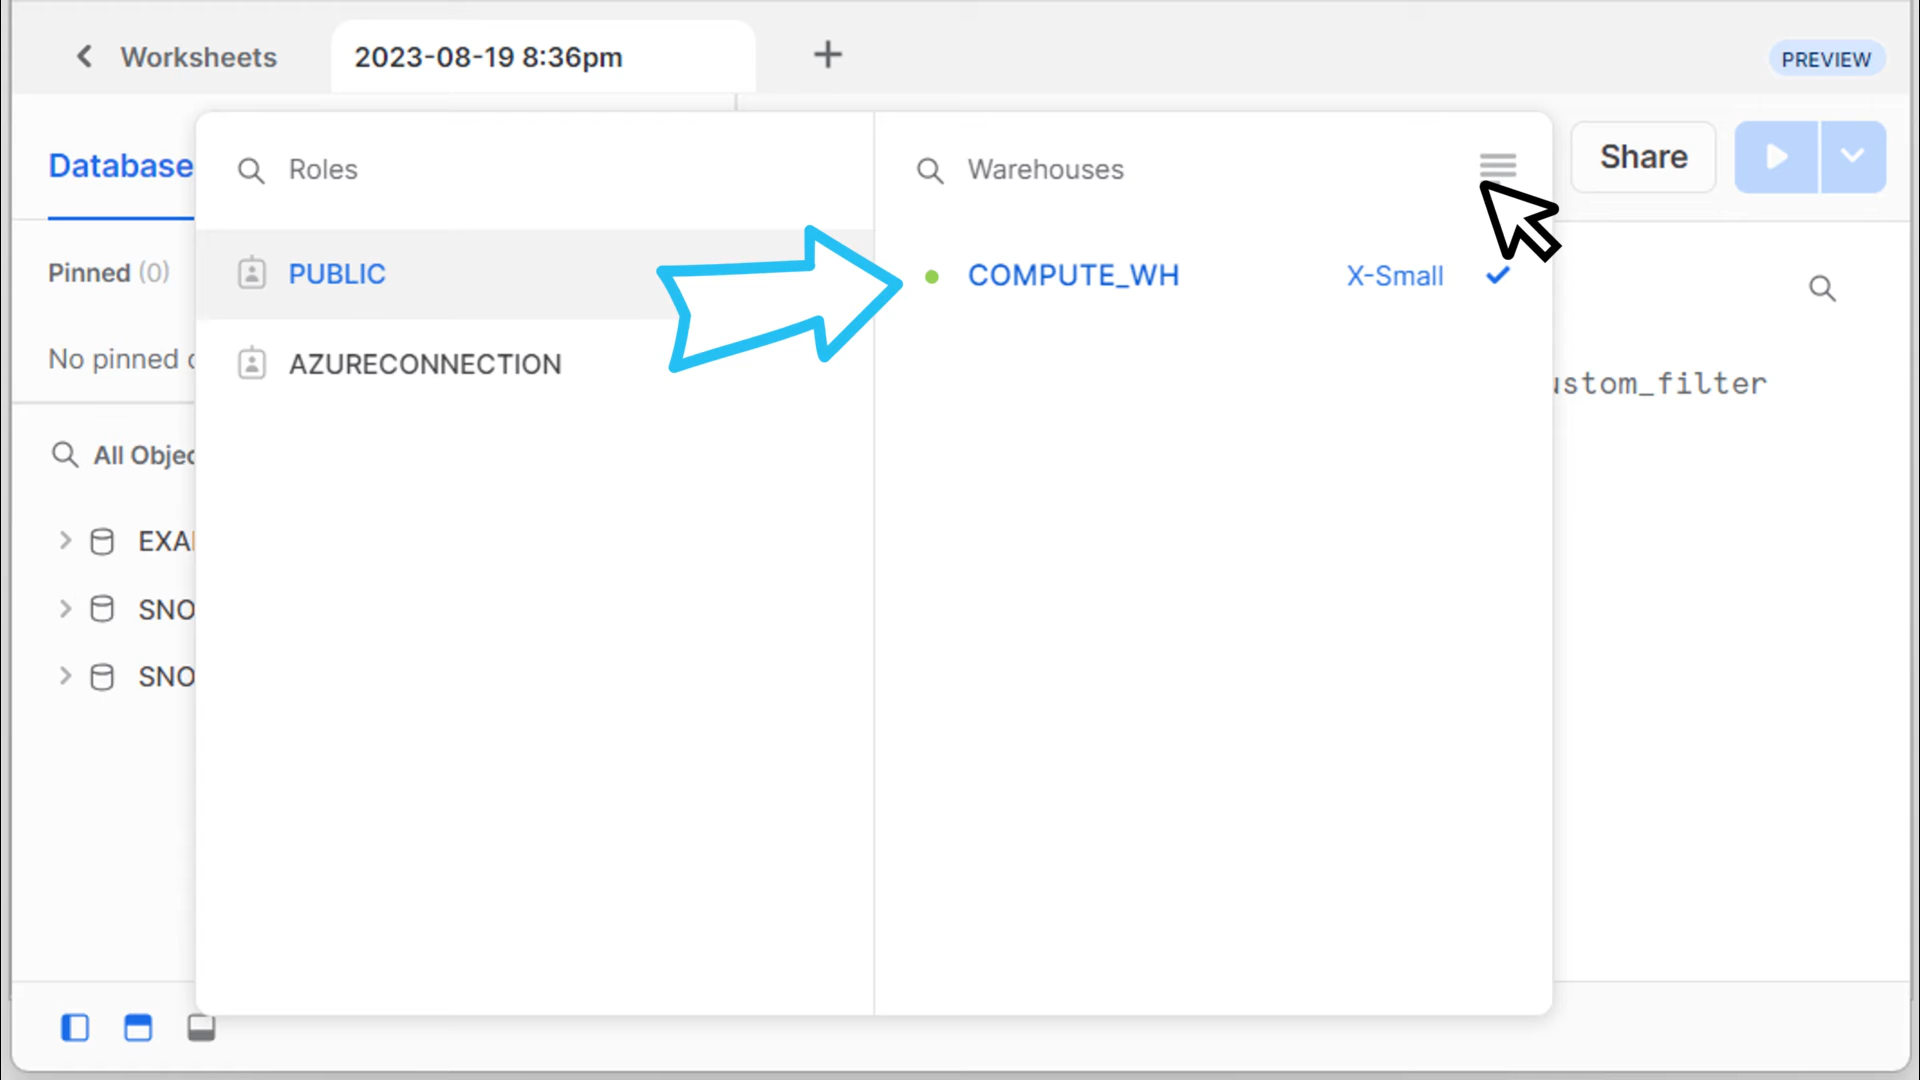 Worksheets
2023-08-19 8:36pm
PREVIEW
Database
Roles
Warehouses
Share
Pinned (0)
PUBLIC
COMPUTE_WH X-Small
No pinned
AZURECONNECTION
ustom_filter
All Objec
EXA
SNO
SNO